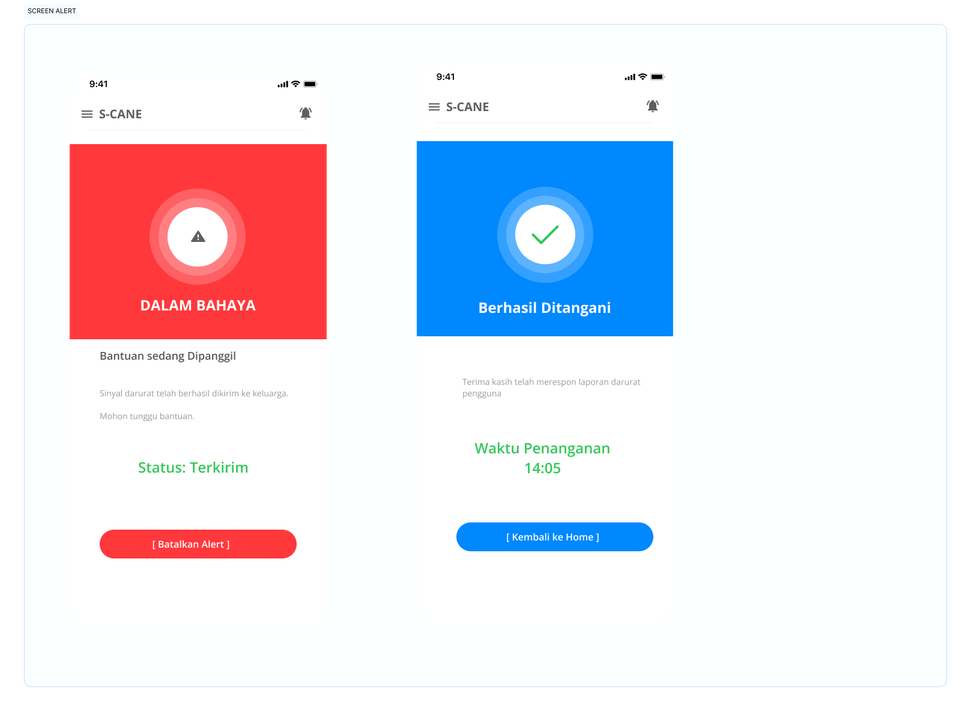 SCREEN ALERT
9:41
S-CANE
DALAM BAHAYA
Bantuan sedang Dipanggil
Sinyal darurat telah berhasil dikirim ke keluarga.
Mohon tunggu bantuan.
Status: Terkirim
[ Batalkan Alert ]
9:41
S-CANE
Berhasil Ditangani
Terima kasih telah merespon laporan darurat
pengguna
Waktu Penanganan
14:05
[ Kembali ke Home ]